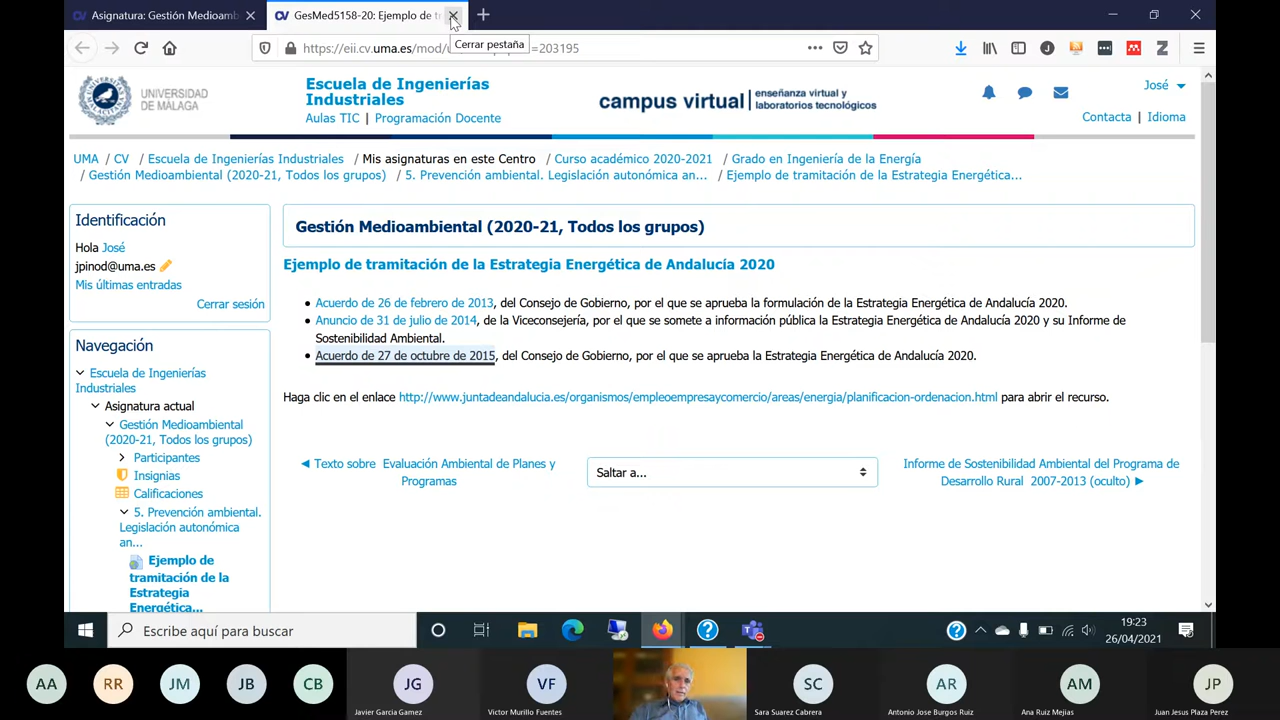 Asignatura: Gestión Medioamb
GesMed5158-20: Ejemplo de t
Cerrar pestaña
https://eii.cv.uma.es/mod/
=203195
UNIVERSIDAD
DE MÁLAGA
Escuela de Ingenierías
Industriales
Aulas TIC | Programación Docente
campus virtual | enseñanza virtual y
laboratorios tecnológicos
José
Contacta | Idioma
UMA / CV / Escuela de Ingenierías Industriales / Mis asignaturas en este Centro / Curso académico 2020-2021 / Grado en Ingeniería de la Energía
/ Gestión Medioambiental (2020-21, Todos los grupos) / 5. Prevención ambiental. Legislación autonómica an... / Ejemplo de tramitación de la Estrategia Energética...
Identificación
Hola José
jpinod@uma.es
Mis últimas entradas
Cerrar sesión
Navegación
Escuela de Ingenierías
Industriales
Asignatura actual
Gestión Medioambiental
(2020-21, Todos los grupos)
Participantes
Insignias
Calificaciones
5. Prevención ambiental.
Legislación autonómica
an...
Ejemplo de
tramitación de la
Estrategia
Energética...
Gestión Medioambiental (2020-21, Todos los grupos)
Ejemplo de tramitación de la Estrategia Energética de Andalucía 2020
• Acuerdo de 26 de febrero de 2013, del Consejo de Gobierno, por el que se aprueba la formulación de la Estrategia Energética de Andalucía 2020.
• Anuncio de 31 de julio de 2014, de la Viceconsejería, por el que se somete a información pública la Estrategia Energética de Andalucía 2020 y su Informe de
Sostenibilidad Ambiental.
• Acuerdo de 27 de octubre de 2015, del Consejo de Gobierno, por el que se aprueba la Estrategia Energética de Andalucía 2020.
Haga clic en el enlace http://www.juntadeandalucia.es/organismos/empleoempresaycomercio/areas/energia/planificacion-ordenacion.html para abrir el recurso.
◄ Texto sobre Evaluación Ambiental de Planes y
Programas
Saltar a...
Informe de Sostenibilidad Ambiental del Programa de
Desarrollo Rural 2007-2013 (oculto) ►
Escribe aquí para buscar
19:23
26/04/2021
AA
RR
JM
JB
CB
JG
Javier Garcia Gamez
VF
Victor Murillo Fuentes
SC
Sara Suarez Cabrera
AR
Antonio Jose Burgos Ruiz
AM
Ana Ruiz Mejias
JP
Juan Jesus Plaza Perez